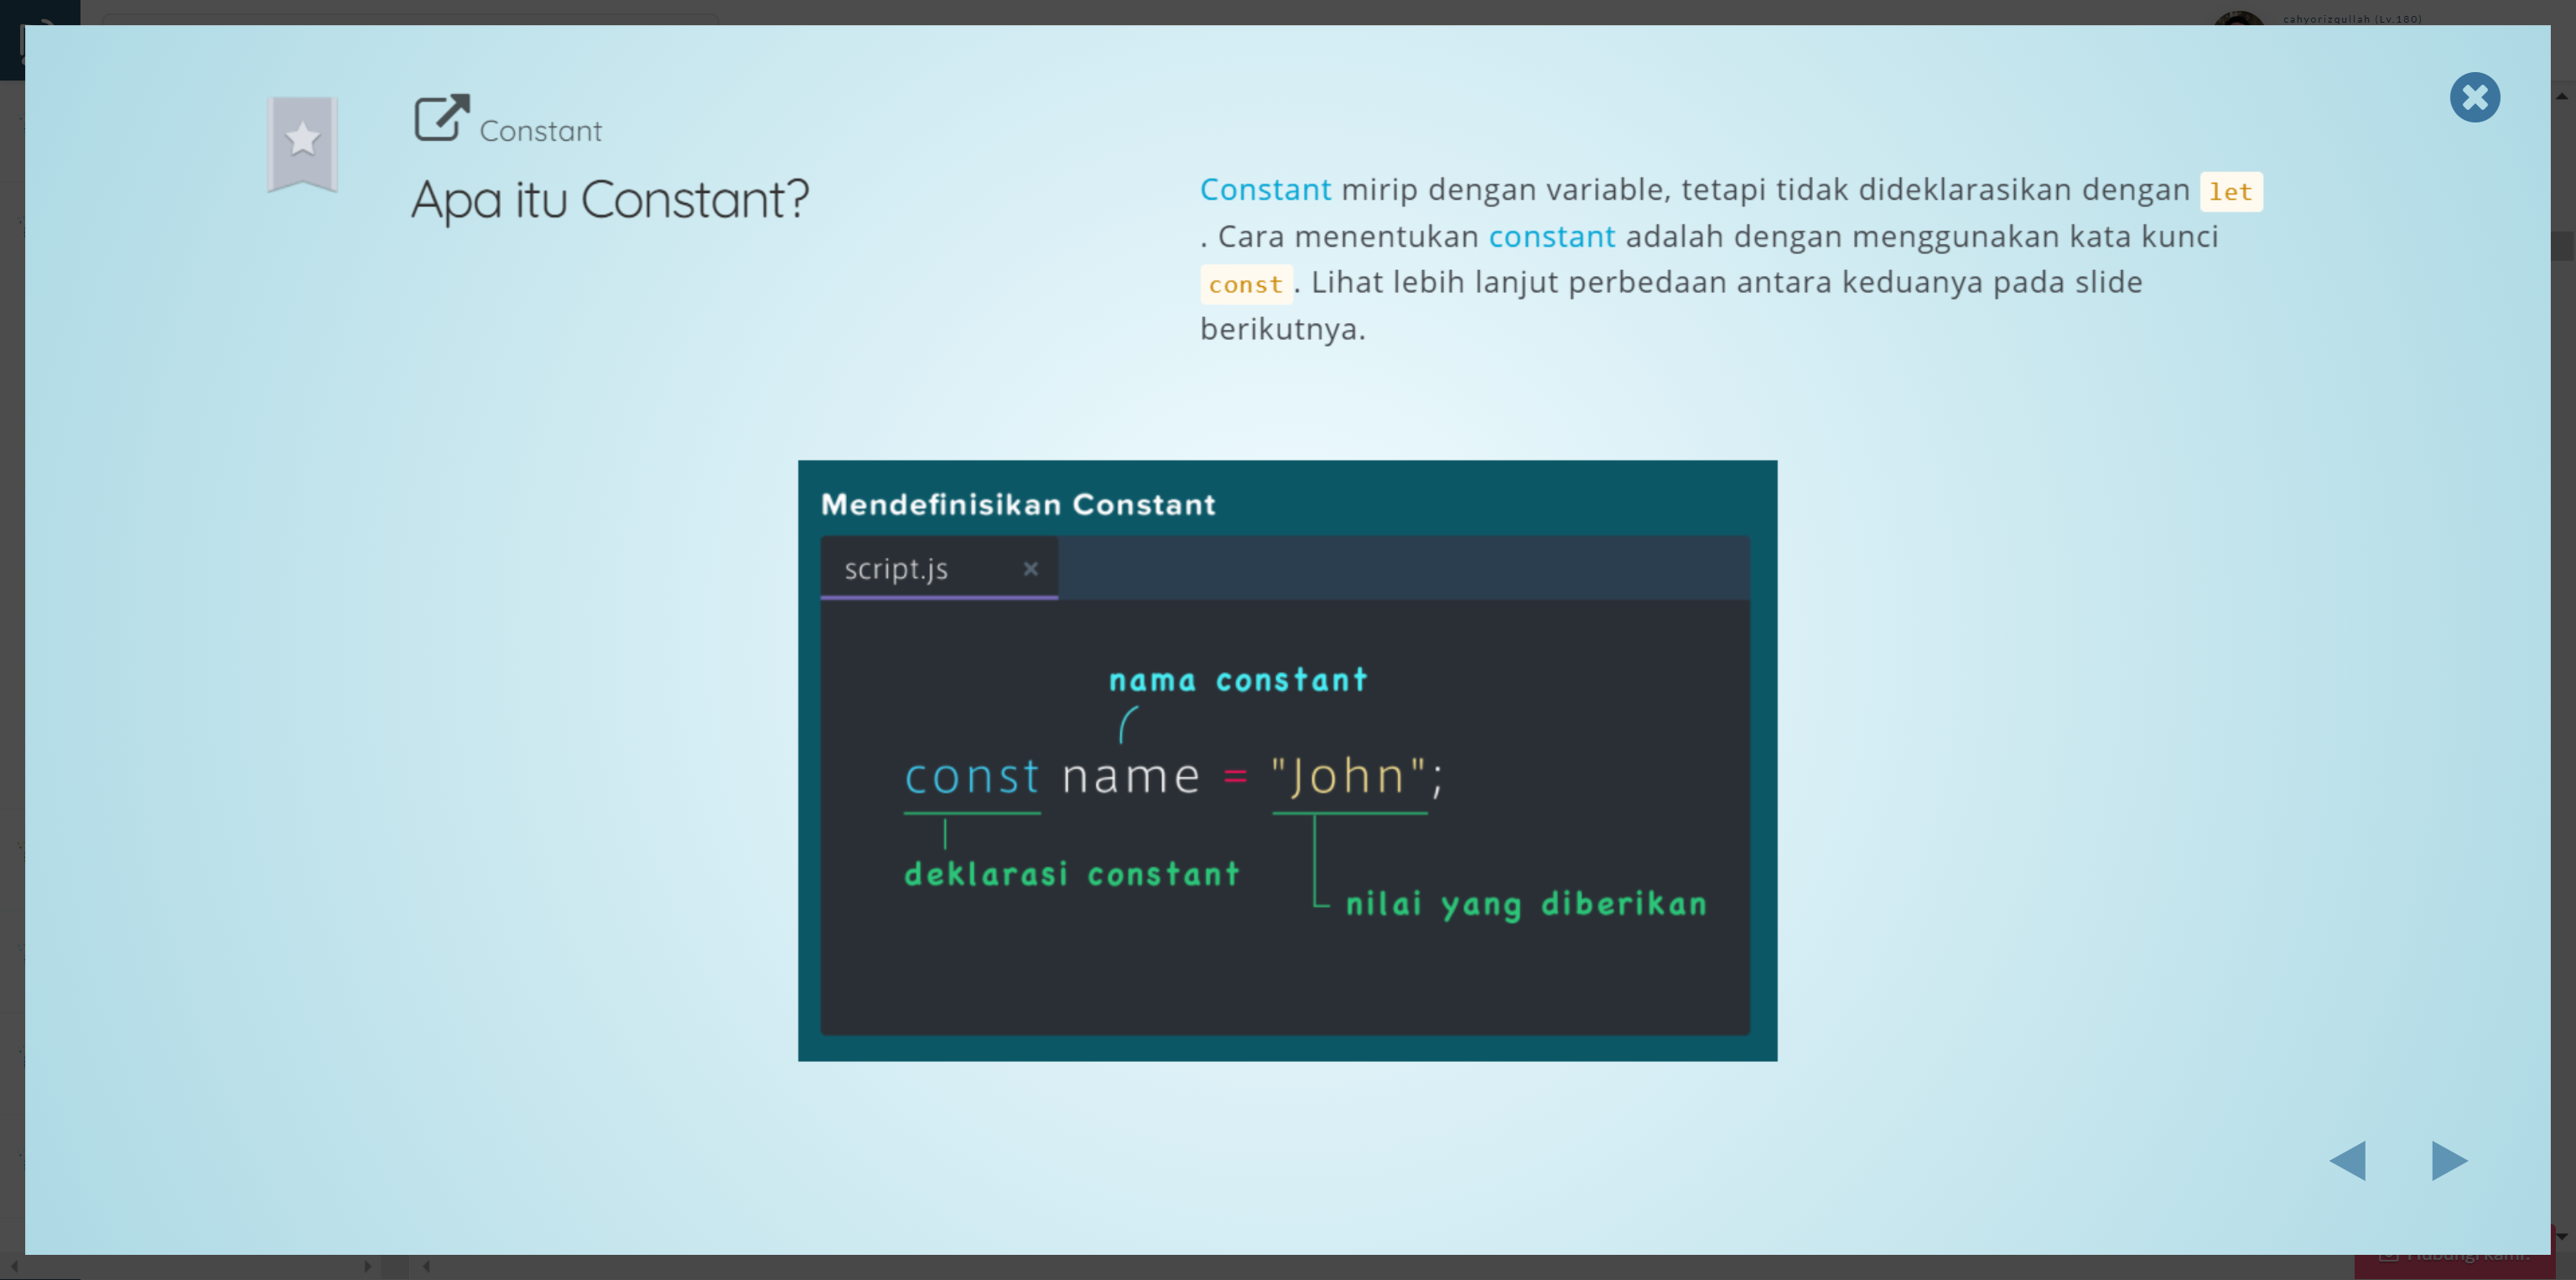 cahyorizqullah (Lv.180)
Constant
Apa itu Constant?
Constant mirip dengan variable, tetapi tidak dideklarasikan dengan let
. Cara menentukan constant adalah dengan menggunakan kata kunci
const. Lihat lebih lanjut perbedaan antara keduanya pada slide
berikutnya.
Mendefinisikan Constant
script.js ×
nama constant
const name = "John";
deklarasi constant
nilai yang diberikan
Hubungi kami!